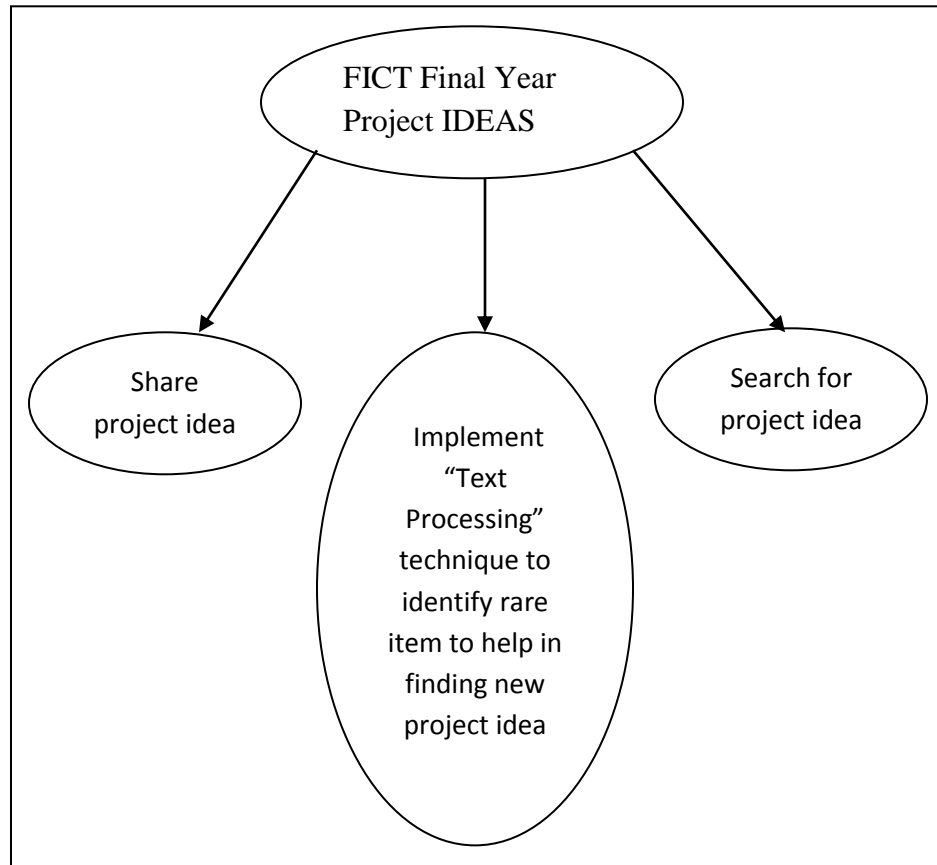 FICT Final Year
Project IDEAS
Share
project idea
Implement
“Text
Processing”
technique to
identify rare
item to help in
finding new
project idea
Search for
project idea